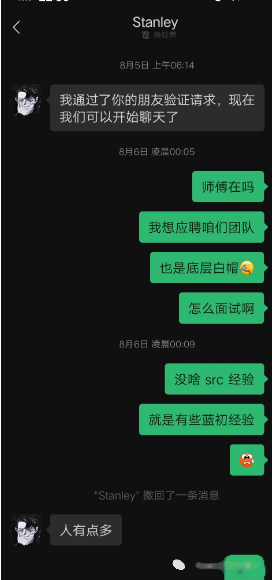 Stanley
8月5日 上午06:14
我通过了你的朋友验证请求，现在
我们可以开始聊天了
8月6日 凌晨00:05
师傅在吗
我想应聘咱们团队
也是底层白帽
怎么面试啊
8月6日 凌晨00:09
没啥 src 经验
就是有些蓝初经验
"Stanley" 撤回了一条消息
人有点多